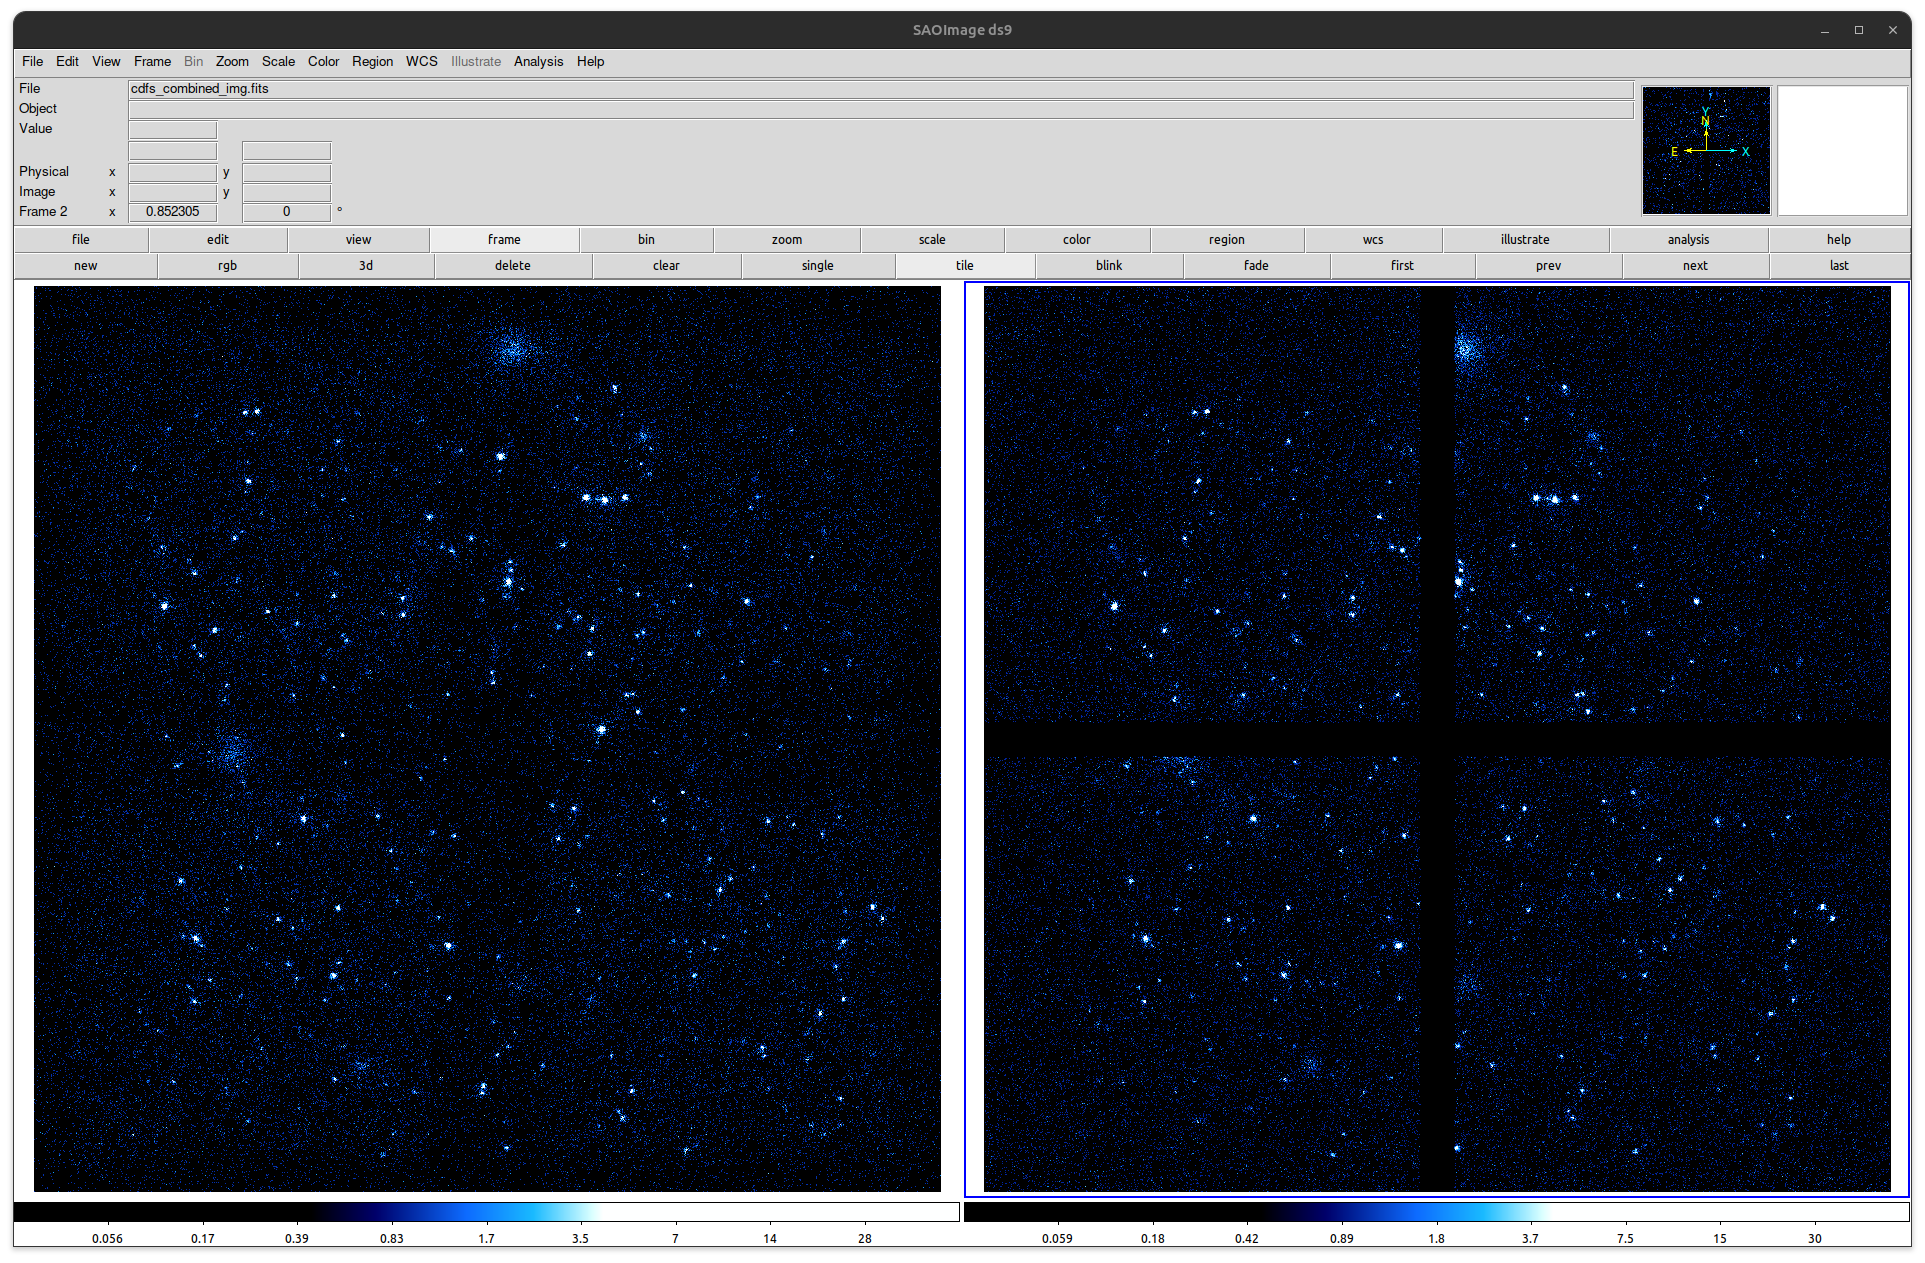 SAOImage ds9
File Edit View Frame Bin Zoom Scale Color Region WCS Illustrate Analysis Help
File cdfs_combined_img.fits
Object
Value
Physical x y
Image x y
Frame 2 x 0.852305 0 °
Y
N
E X
file edit view frame bin zoom scale color region wcs illustrate analysis help
new rgb 3d delete clear single tile blink fade first prev next last
0.056 0.17 0.39 0.83 1.7 3.5 7 14 28
0.059 0.18 0.42 0.89 1.8 3.7 7.5 15 30